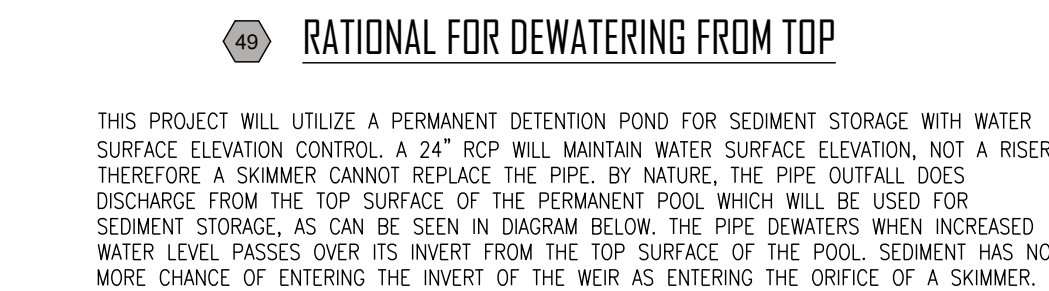 49 RATIONAL FOR DEWATERING FROM TOP
THIS PROJECT WILL UTILIZE A PERMANENT DETENTION POND FOR SEDIMENT STORAGE WITH WATER
SURFACE ELEVATION CONTROL. A 24" RCP WILL MAINTAIN WATER SURFACE ELEVATION, NOT A RISER
THEREFORE A SKIMMER CANNOT REPLACE THE PIPE. BY NATURE, THE PIPE OUTFALL DOES
DISCHARGE FROM THE TOP SURFACE OF THE PERMANENT POOL WHICH WILL BE USED FOR
SEDIMENT STORAGE, AS CAN BE SEEN IN DIAGRAM BELOW. THE PIPE DEWATERS WHEN INCREASED
WATER LEVEL PASSES OVER ITS INVERT FROM THE TOP SURFACE OF THE POOL. SEDIMENT HAS NO
MORE CHANCE OF ENTERING THE INVERT OF THE WEIR AS ENTERING THE ORIFICE OF A SKIMMER.